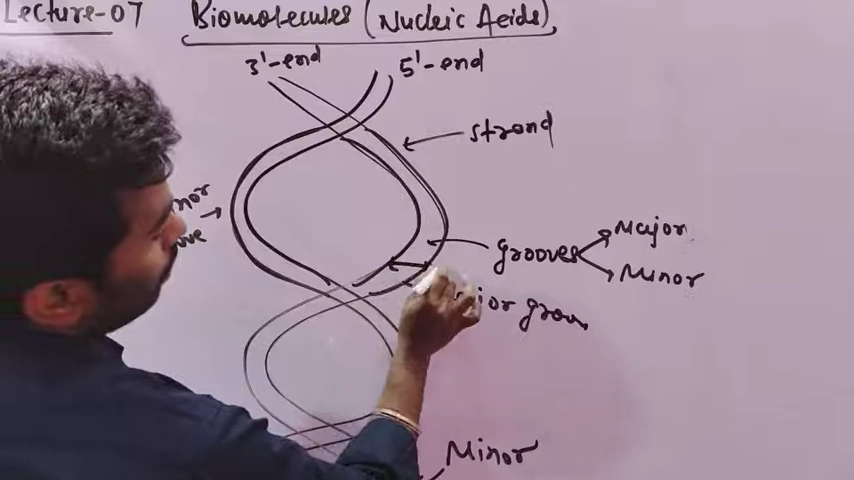 Lecture-07 Biomolecules (Nucleic Acids)
3'-end 5'-end
strand
grooves Major
Minor
Minor